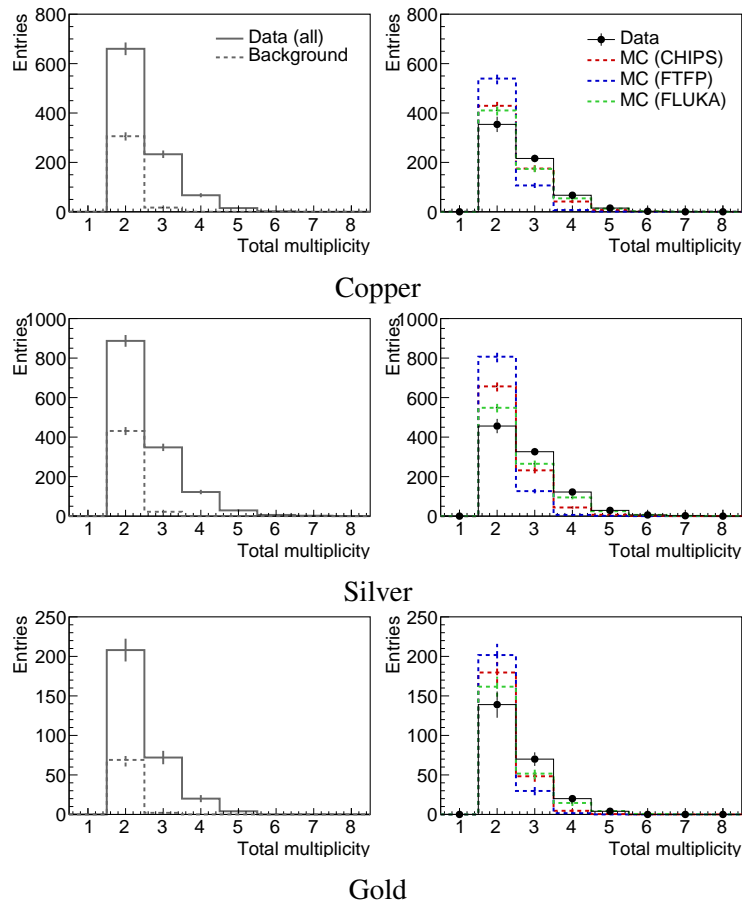 Entries
800
600
400
200
0
1 2 3 4 5 6 7 8
Total multiplicity
Data (all)
Background
Entries
800
600
400
200
0
1 2 3 4 5 6 7 8
Total multiplicity
Data
MC (CHIPS)
MC (FTFP)
MC (FLUKA)
Copper
Entries
1000
800
600
400
200
0
1 2 3 4 5 6 7 8
Total multiplicity
Entries
1000
800
600
400
200
0
1 2 3 4 5 6 7 8
Total multiplicity
Silver
Entries
250
200
150
100
50
0
1 2 3 4 5 6 7 8
Total multiplicity
Entries
250
200
150
100
50
0
1 2 3 4 5 6 7 8
Total multiplicity
Gold